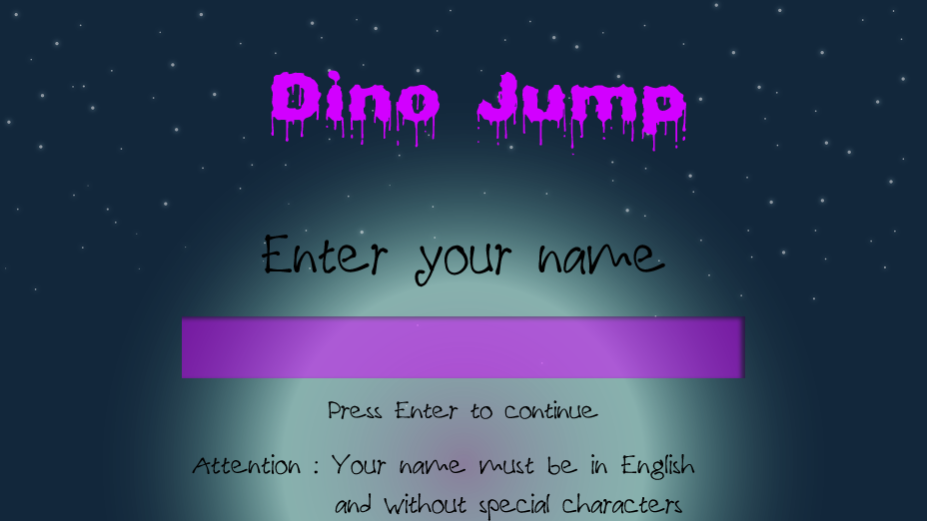 Dino Jump
Enter your name
Press Enter to continue
Attention : Your name must be in English
and without special characters